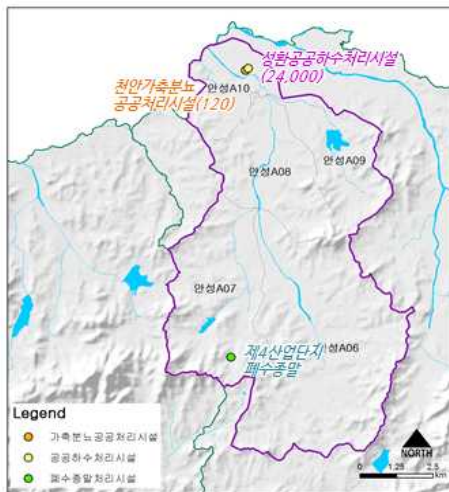 성환공공하수처리시설
(24,000)
천안가축분뇨
공공처리시설(120)
안성A10
안성A09
안성A08
안성A07
제4산업단지
폐수종말
성A06
Legend
가축분뇨공공처리시설
공공하수처리시설
폐수종말처리시설
NORTH
0 1.25 2.5
km